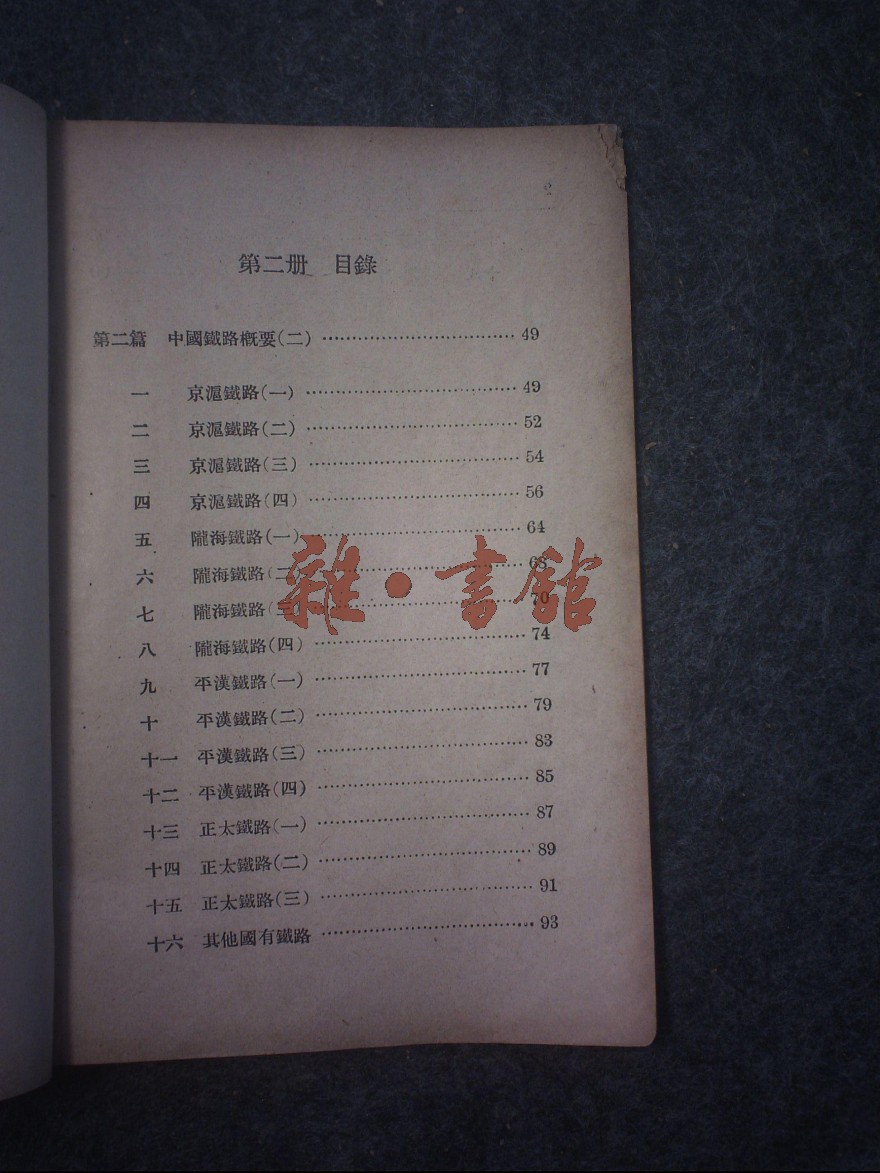 第二册 目錄
第二篇 中國鐵路概要(二) ································ 49
一 京滬鐵路(一) ···································· 49
二 京滬鐵路(二) ···································· 52
三 京滬鐵路(三) ···································· 54
四 京滬鐵路(四) ···································· 56
五 隴海鐵路(一) ···································· 64
六 隴海鐵路(二) ···································· 68
七 隴海鐵路(三) ···································· 70
雜·書館
八 隴海鐵路(四) ···································· 74
九 平漢鐵路(一) ···································· 77
十 平漢鐵路(二) ···································· 79
十一 平漢鐵路(三) ···································· 83
十二 平漢鐵路(四) ···································· 85
十三 正太鐵路(一) ···································· 87
十四 正太鐵路(二) ···································· 89
十五 正太鐵路(三) ···································· 91
十六 其他國有鐵路 ···································· 93